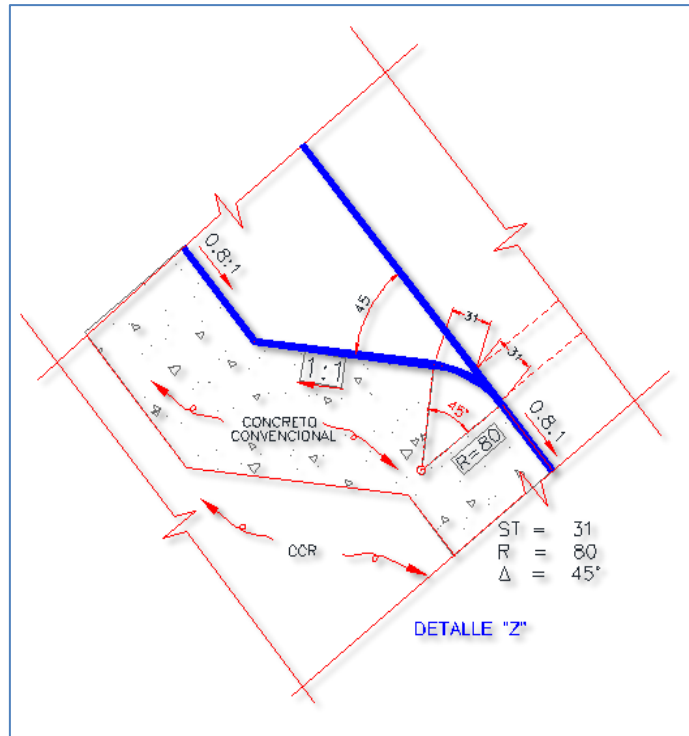 0.8:1
45
31
31
1:1
45°
0.8:1
CONCRETO
CONVENCIONAL
R=80
CCR
ST = 31
R = 80
Δ = 45°
DETALLE "Z"